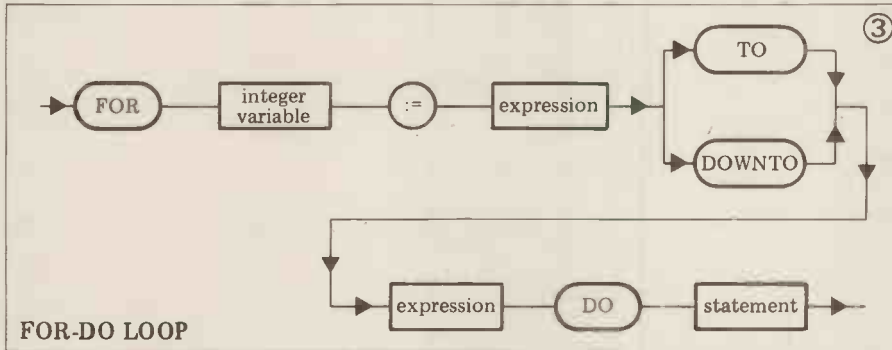 ③
TO
FOR
integer
variable
:=
expression
DOWNTO
expression
DO
statement
FOR-DO LOOP